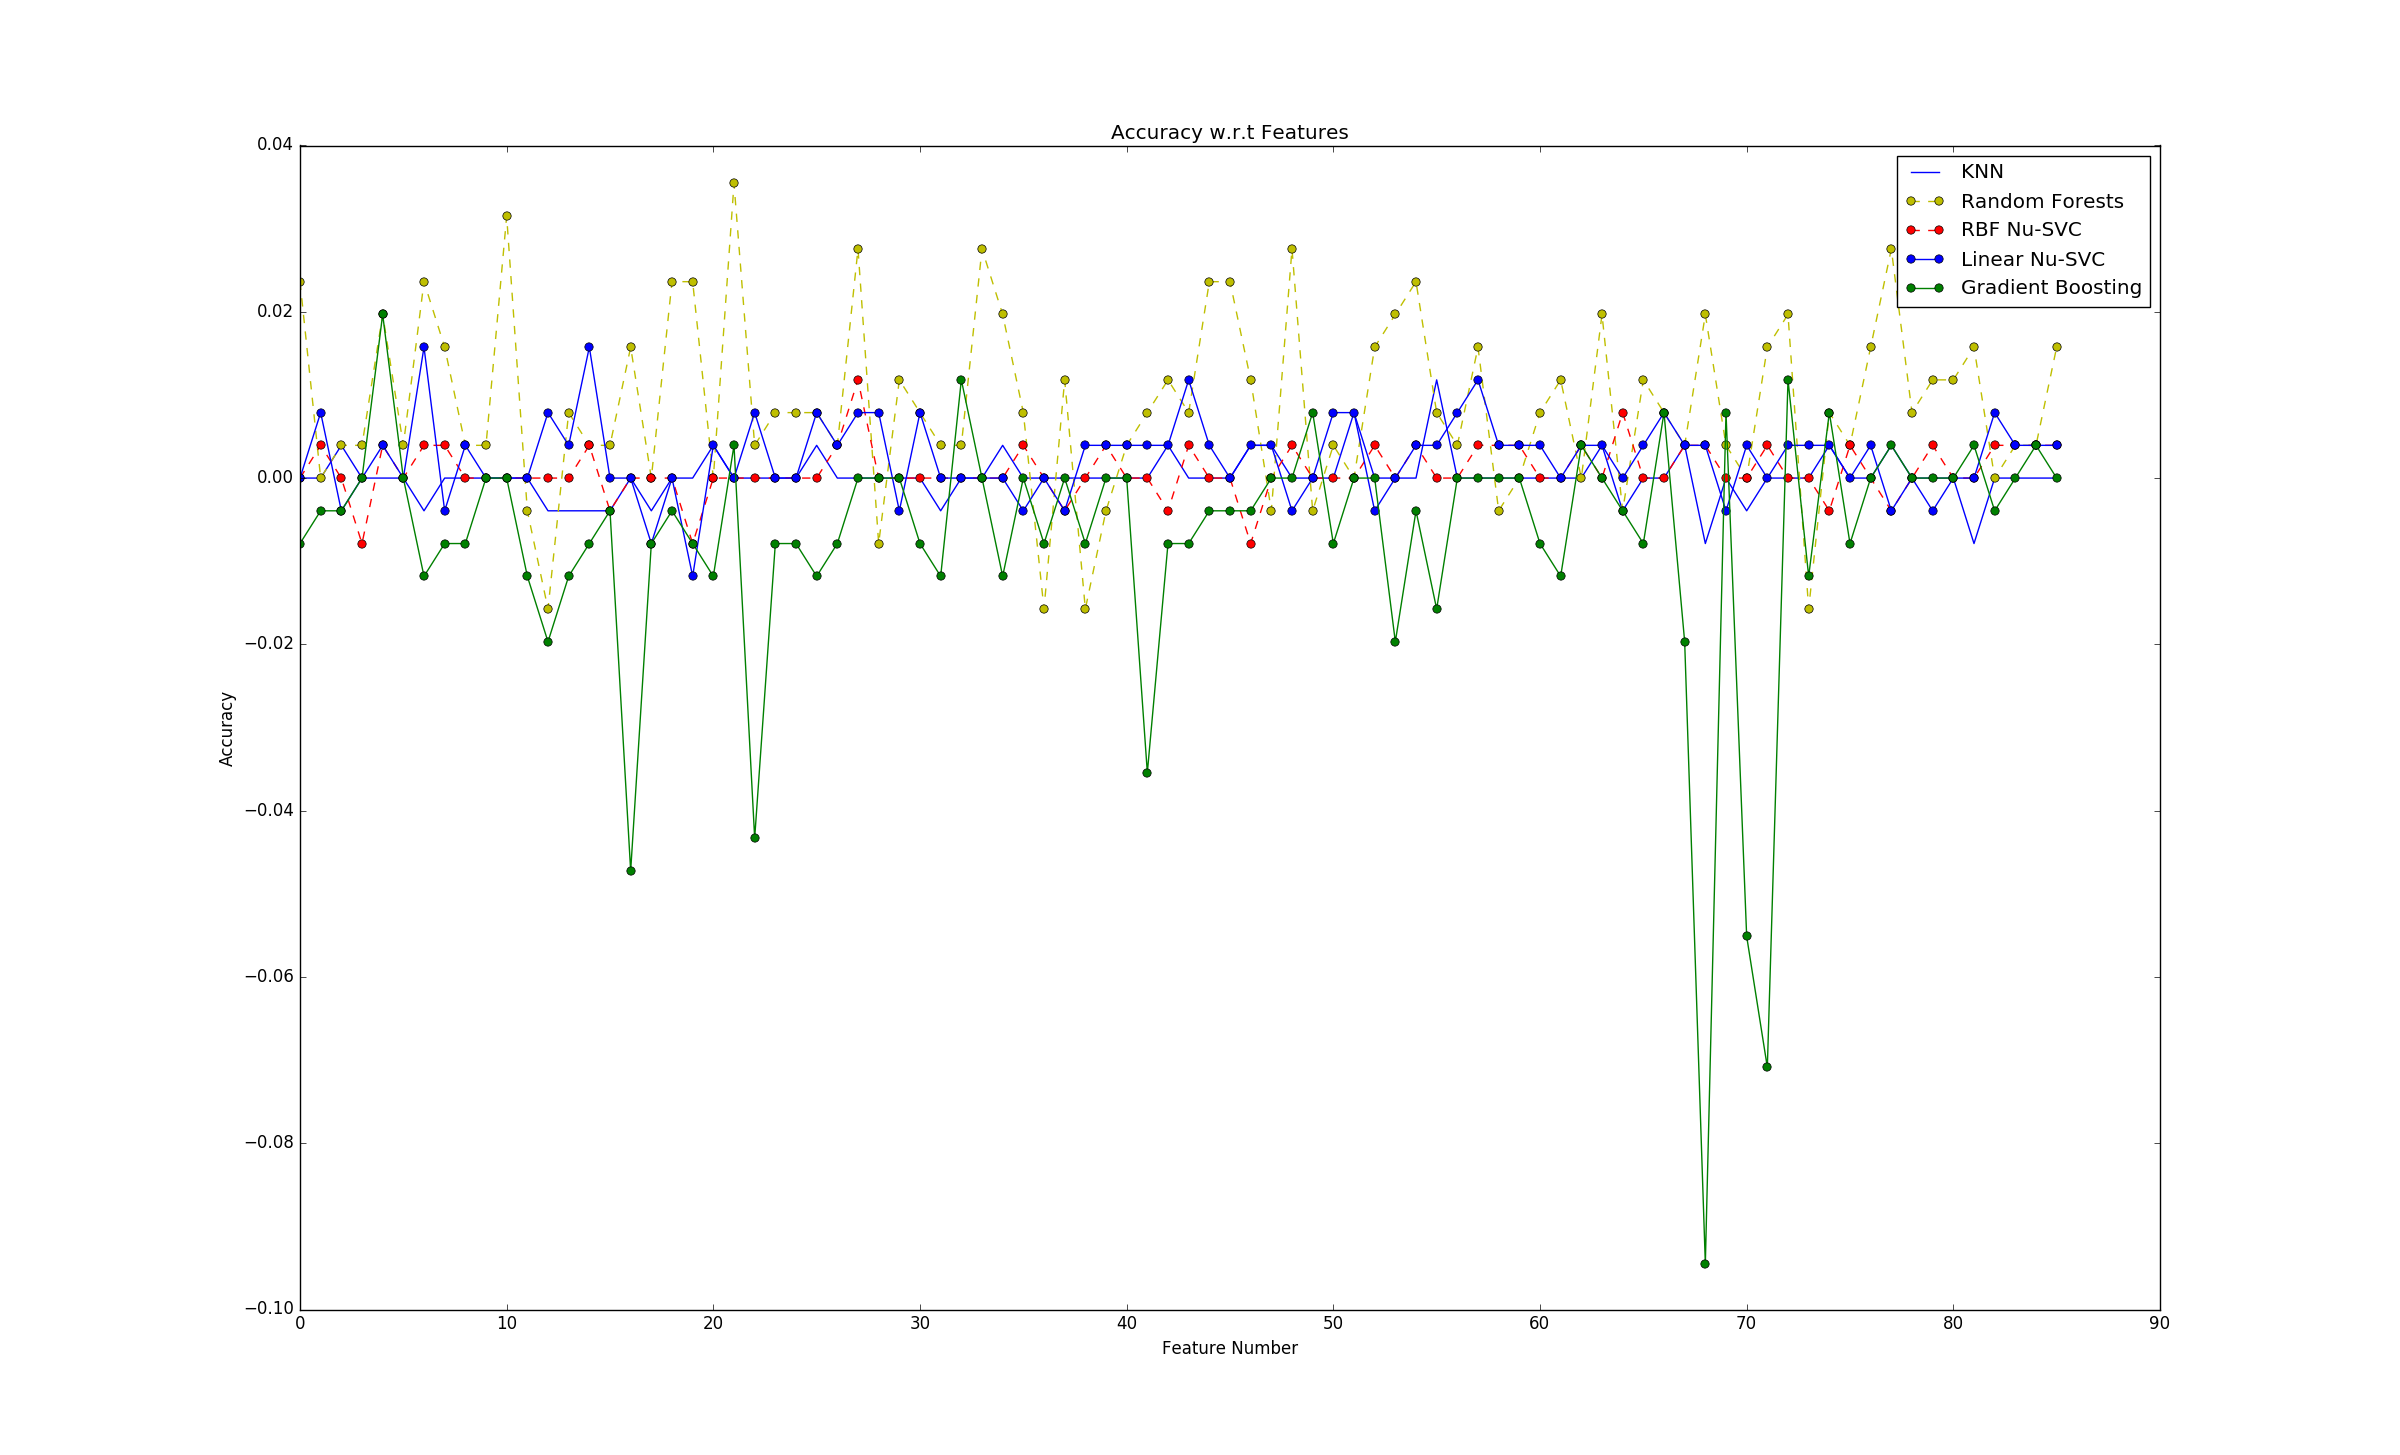 Accuracy w.r.t Features
0.04
0.02
0.00
−0.02
−0.04
−0.06
−0.08
−0.10
Accuracy
KNN
Random Forests
RBF Nu-SVC
Linear Nu-SVC
Gradient Boosting
0 10 20 30 40 50 60 70 80 90
Feature Number